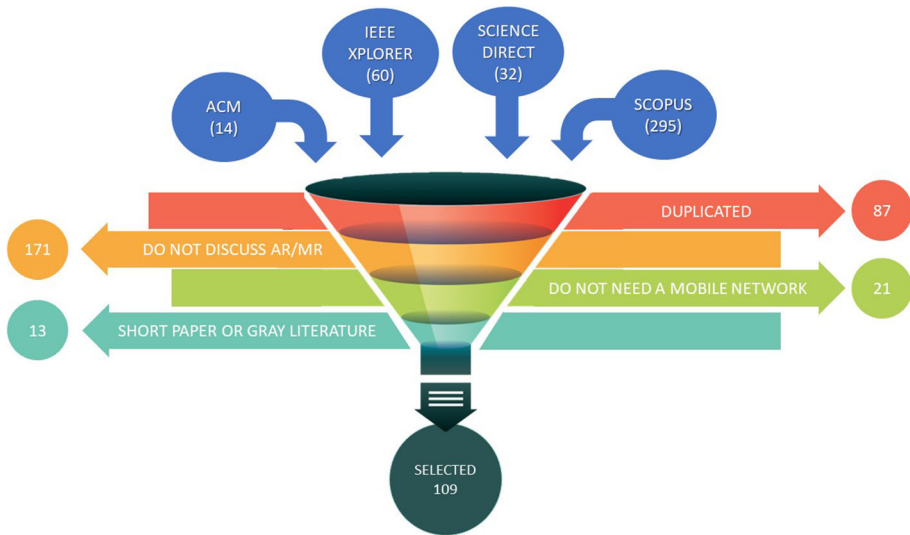 IEEE
XPLORER
(60)
SCIENCE
DIRECT
(32)
ACM
(14)
SCOPUS
(295)
DUPLICATED
87
171
DO NOT DISCUSS AR/MR
DO NOT NEED A MOBILE NETWORK
21
13
SHORT PAPER OR GRAY LITERATURE
SELECTED
109